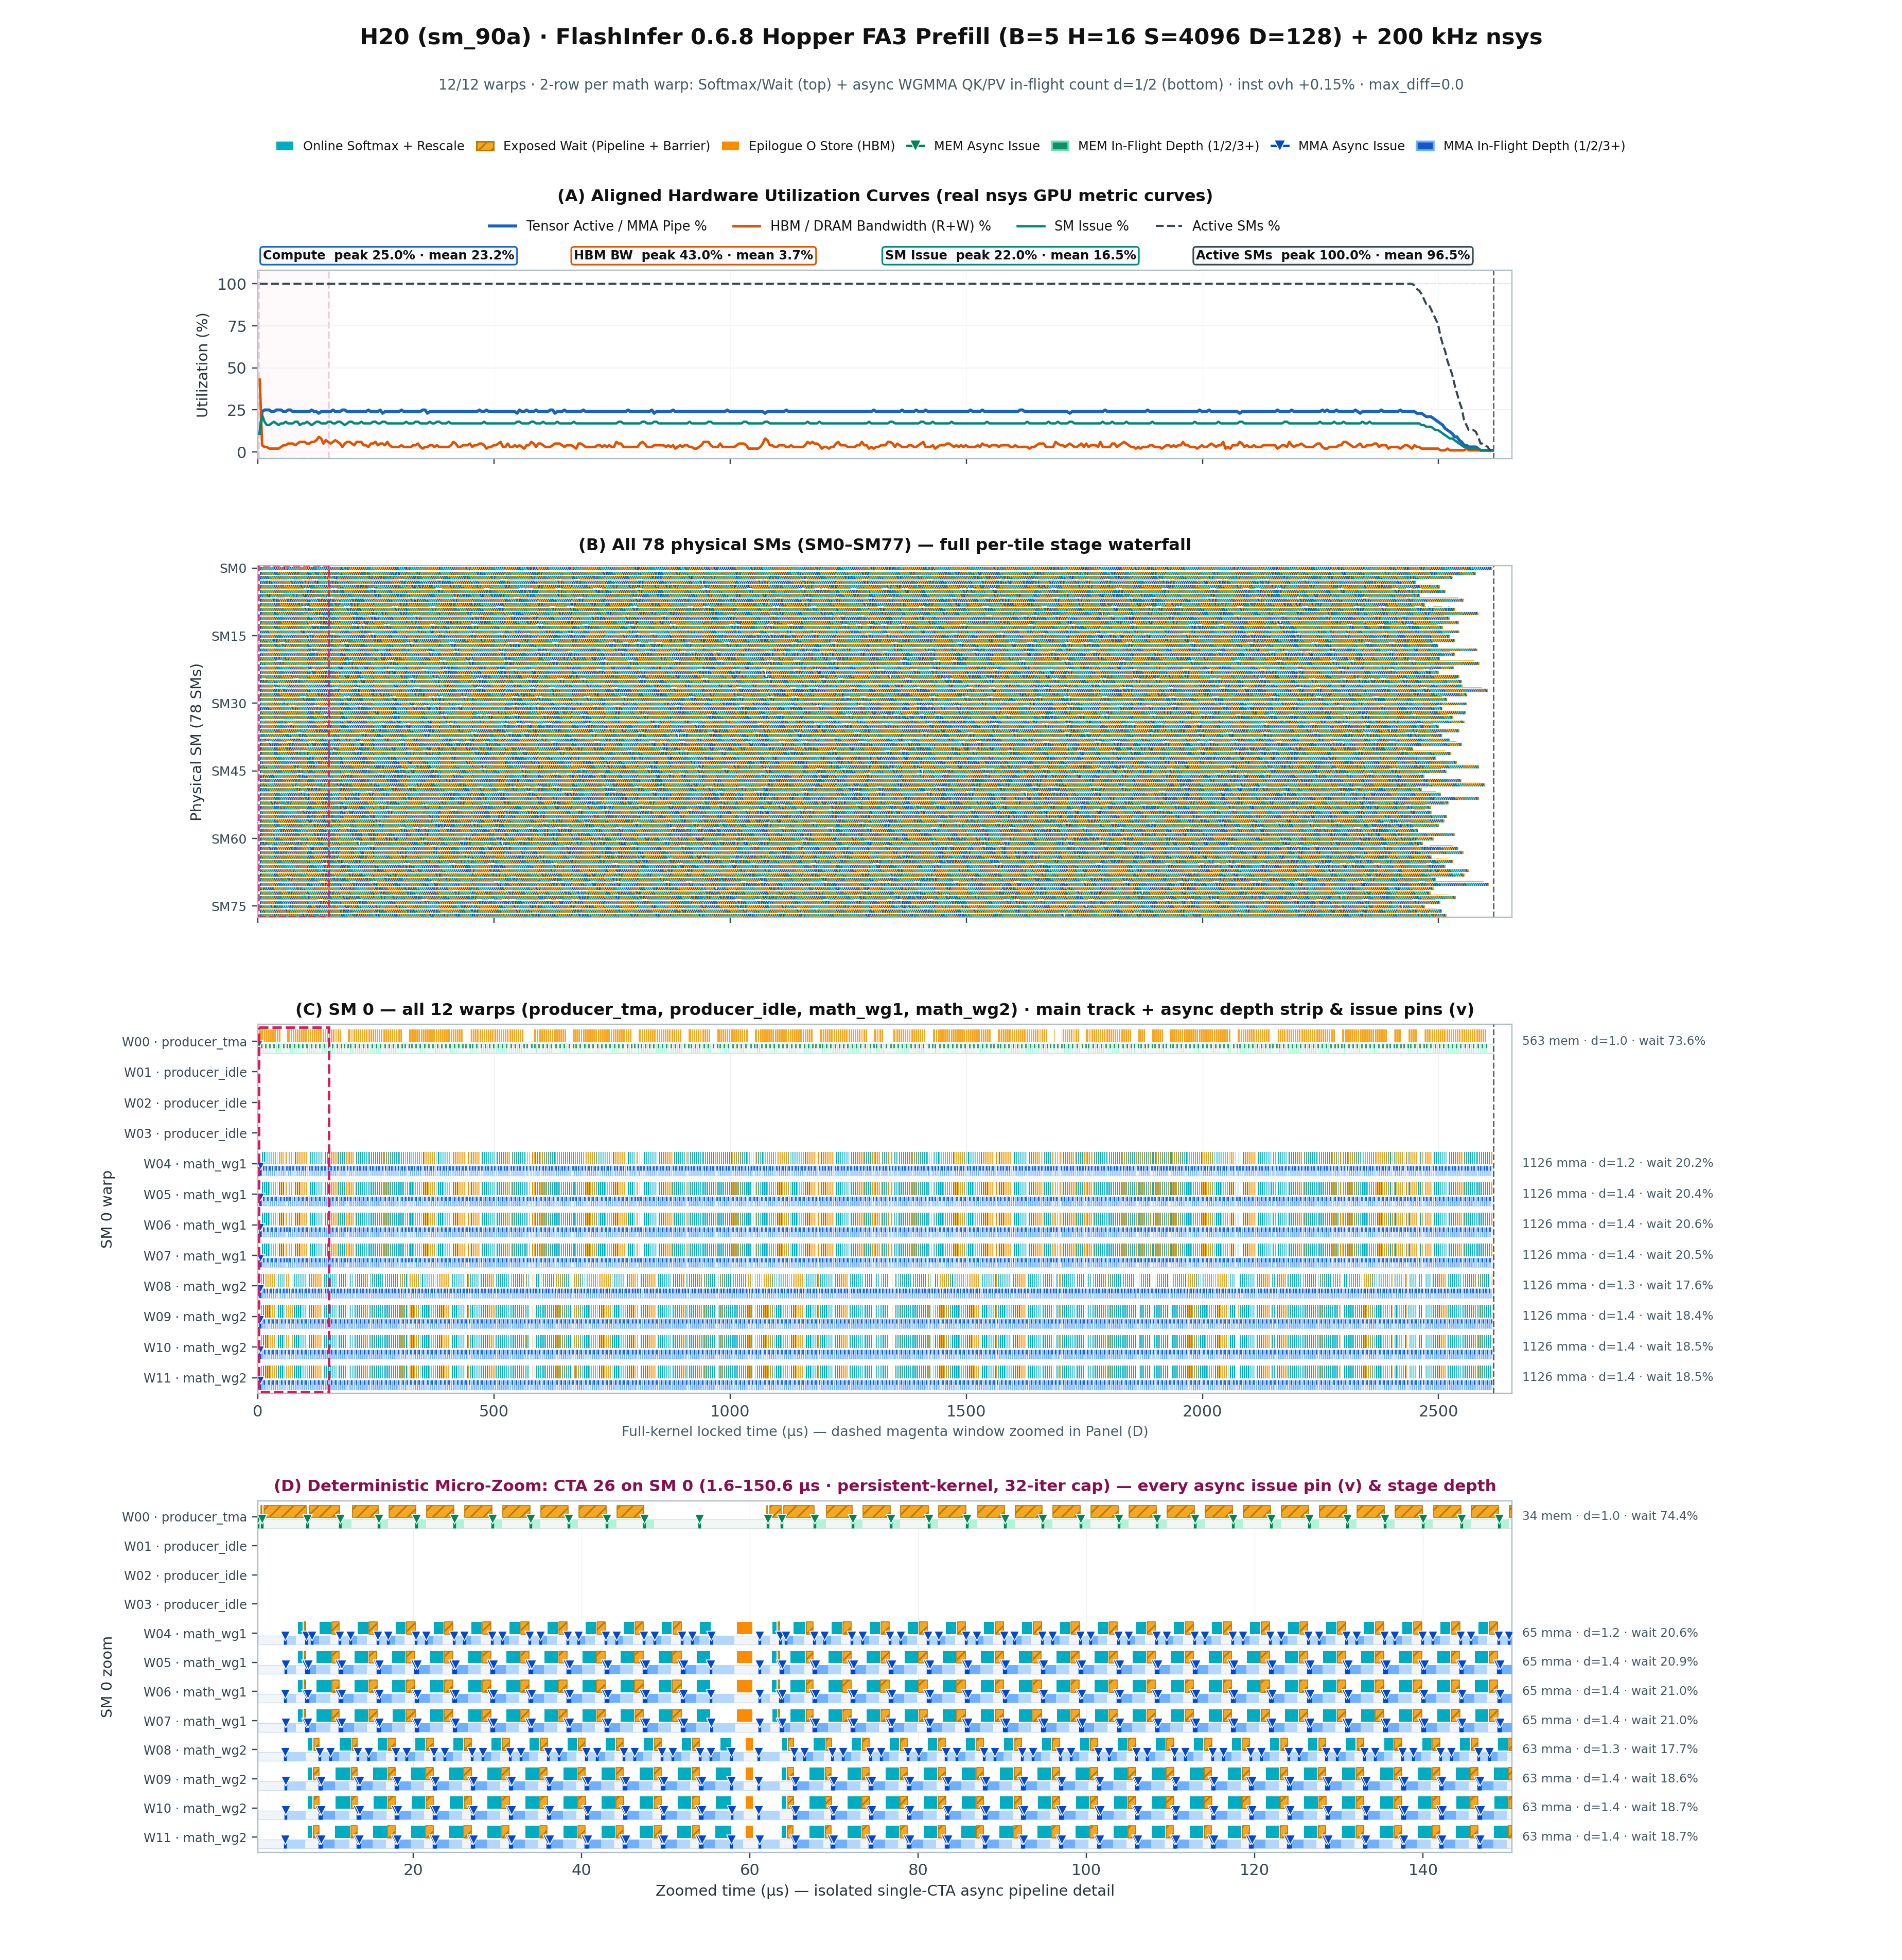 H20 (sm_90a) · FlashInfer 0.6.8 Hopper FA3 Prefill (B=5 H=16 S=4096 D=128) + 200 kHz nsys
12/12 warps · 2-row per math warp: Softmax/Wait (top) + async WGMMA QK/PV in-flight count d=1/2 (bottom) · inst ovh +0.15% · max_diff=0.0
Online Softmax + Rescale
Exposed Wait (Pipeline + Barrier)
Epilogue O Store (HBM)
MEM Async Issue
MEM In-Flight Depth (1/2/3+)
MMA Async Issue
MMA In-Flight Depth (1/2/3+)
(A) Aligned Hardware Utilization Curves (real nsys GPU metric curves)
Tensor Active / MMA Pipe %
HBM / DRAM Bandwidth (R+W) %
SM Issue %
Active SMs %
Compute peak 25.0% · mean 23.2%
HBM BW peak 43.0% · mean 3.7%
SM Issue peak 22.0% · mean 16.5%
Active SMs peak 100.0% · mean 96.5%
Utilization (%)
100
75
50
25
0
(B) All 78 physical SMs (SM0–SM77) — full per-tile stage waterfall
Physical SM (78 SMs)
SM0
SM15
SM30
SM45
SM60
SM75
(C) SM 0 — all 12 warps (producer_tma, producer_idle, math_wg1, math_wg2) · main track + async depth strip & issue pins (v)
SM 0 warp
W00 · producer_tma
563 mem · d=1.0 · wait 73.6%
W01 · producer_idle
W02 · producer_idle
W03 · producer_idle
W04 · math_wg1
1126 mma · d=1.2 · wait 20.2%
W05 · math_wg1
1126 mma · d=1.4 · wait 20.4%
W06 · math_wg1
1126 mma · d=1.4 · wait 20.6%
W07 · math_wg1
1126 mma · d=1.4 · wait 20.5%
W08 · math_wg2
1126 mma · d=1.3 · wait 17.6%
W09 · math_wg2
1126 mma · d=1.4 · wait 18.4%
W10 · math_wg2
1126 mma · d=1.4 · wait 18.5%
W11 · math_wg2
1126 mma · d=1.4 · wait 18.5%
0
500
1000
1500
2000
2500
Full-kernel locked time (µs) — dashed magenta window zoomed in Panel (D)
(D) Deterministic Micro-Zoom: CTA 26 on SM 0 (1.6–150.6 µs · persistent-kernel, 32-iter cap) — every async issue pin (v) & stage depth
SM 0 zoom
W00 · producer_tma
34 mem · d=1.0 · wait 74.4%
W01 · producer_idle
W02 · producer_idle
W03 · producer_idle
W04 · math_wg1
65 mma · d=1.2 · wait 20.6%
W05 · math_wg1
65 mma · d=1.4 · wait 20.9%
W06 · math_wg1
65 mma · d=1.4 · wait 21.0%
W07 · math_wg1
65 mma · d=1.4 · wait 21.0%
W08 · math_wg2
63 mma · d=1.3 · wait 17.7%
W09 · math_wg2
63 mma · d=1.4 · wait 18.6%
W10 · math_wg2
63 mma · d=1.4 · wait 18.7%
W11 · math_wg2
63 mma · d=1.4 · wait 18.7%
20
40
60
80
100
120
140
Zoomed time (µs) — isolated single-CTA async pipeline detail